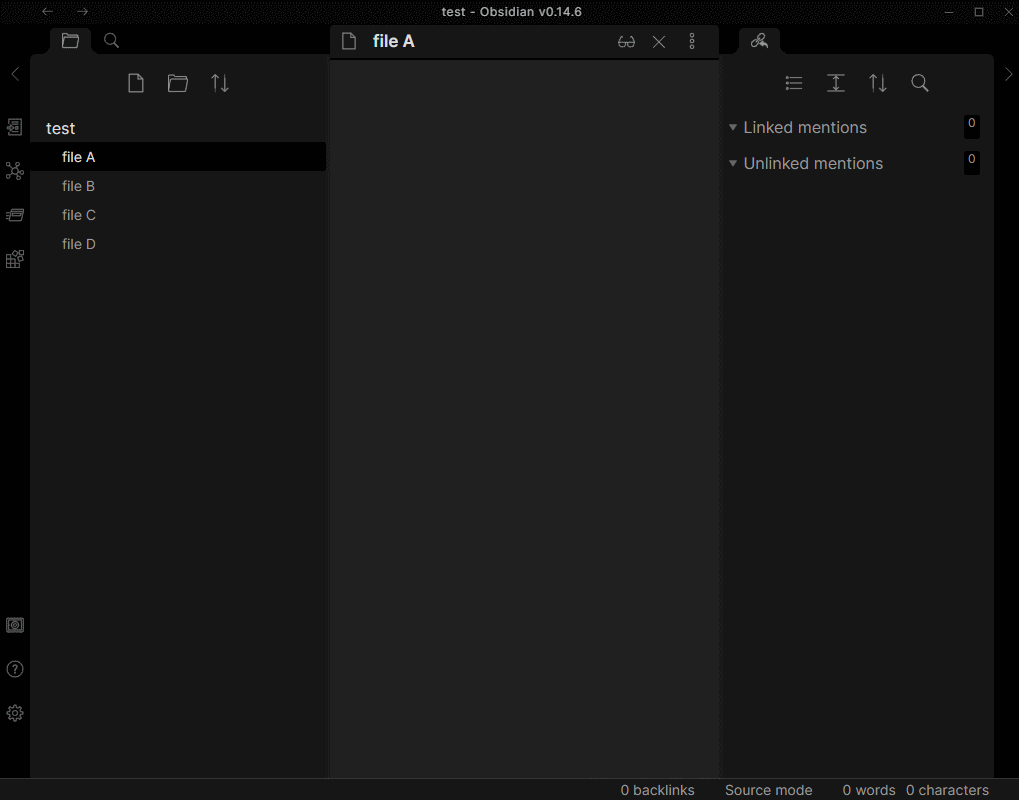 test - Obsidian v0.14.6
file A
test
file A
file B
file C
file D
Linked mentions 0
Unlinked mentions 0
0 backlinks Source mode 0 words 0 characters